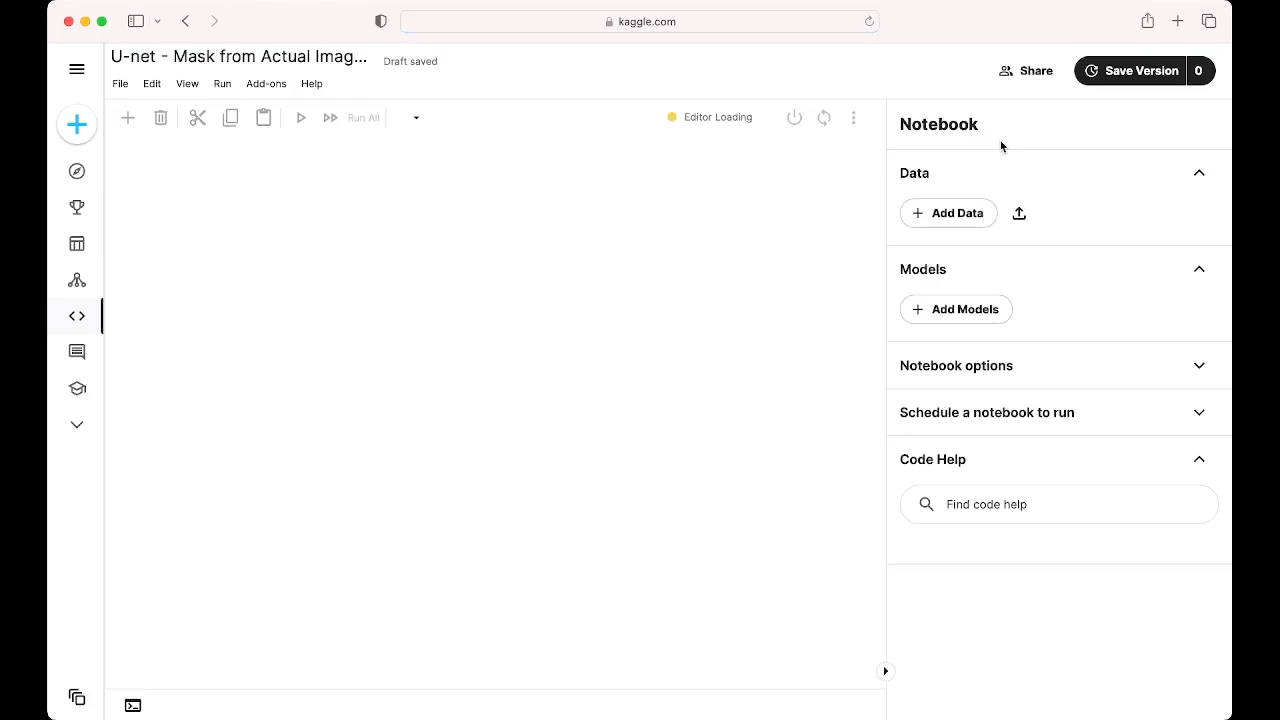 kaggle.com
U-net - Mask from Actual Imag...
Draft saved
File Edit View Run Add-ons Help
Share
Save Version 0
Run All
Editor Loading
Notebook
Data
Add Data
Models
Add Models
Notebook options
Schedule a notebook to run
Code Help
Find code help